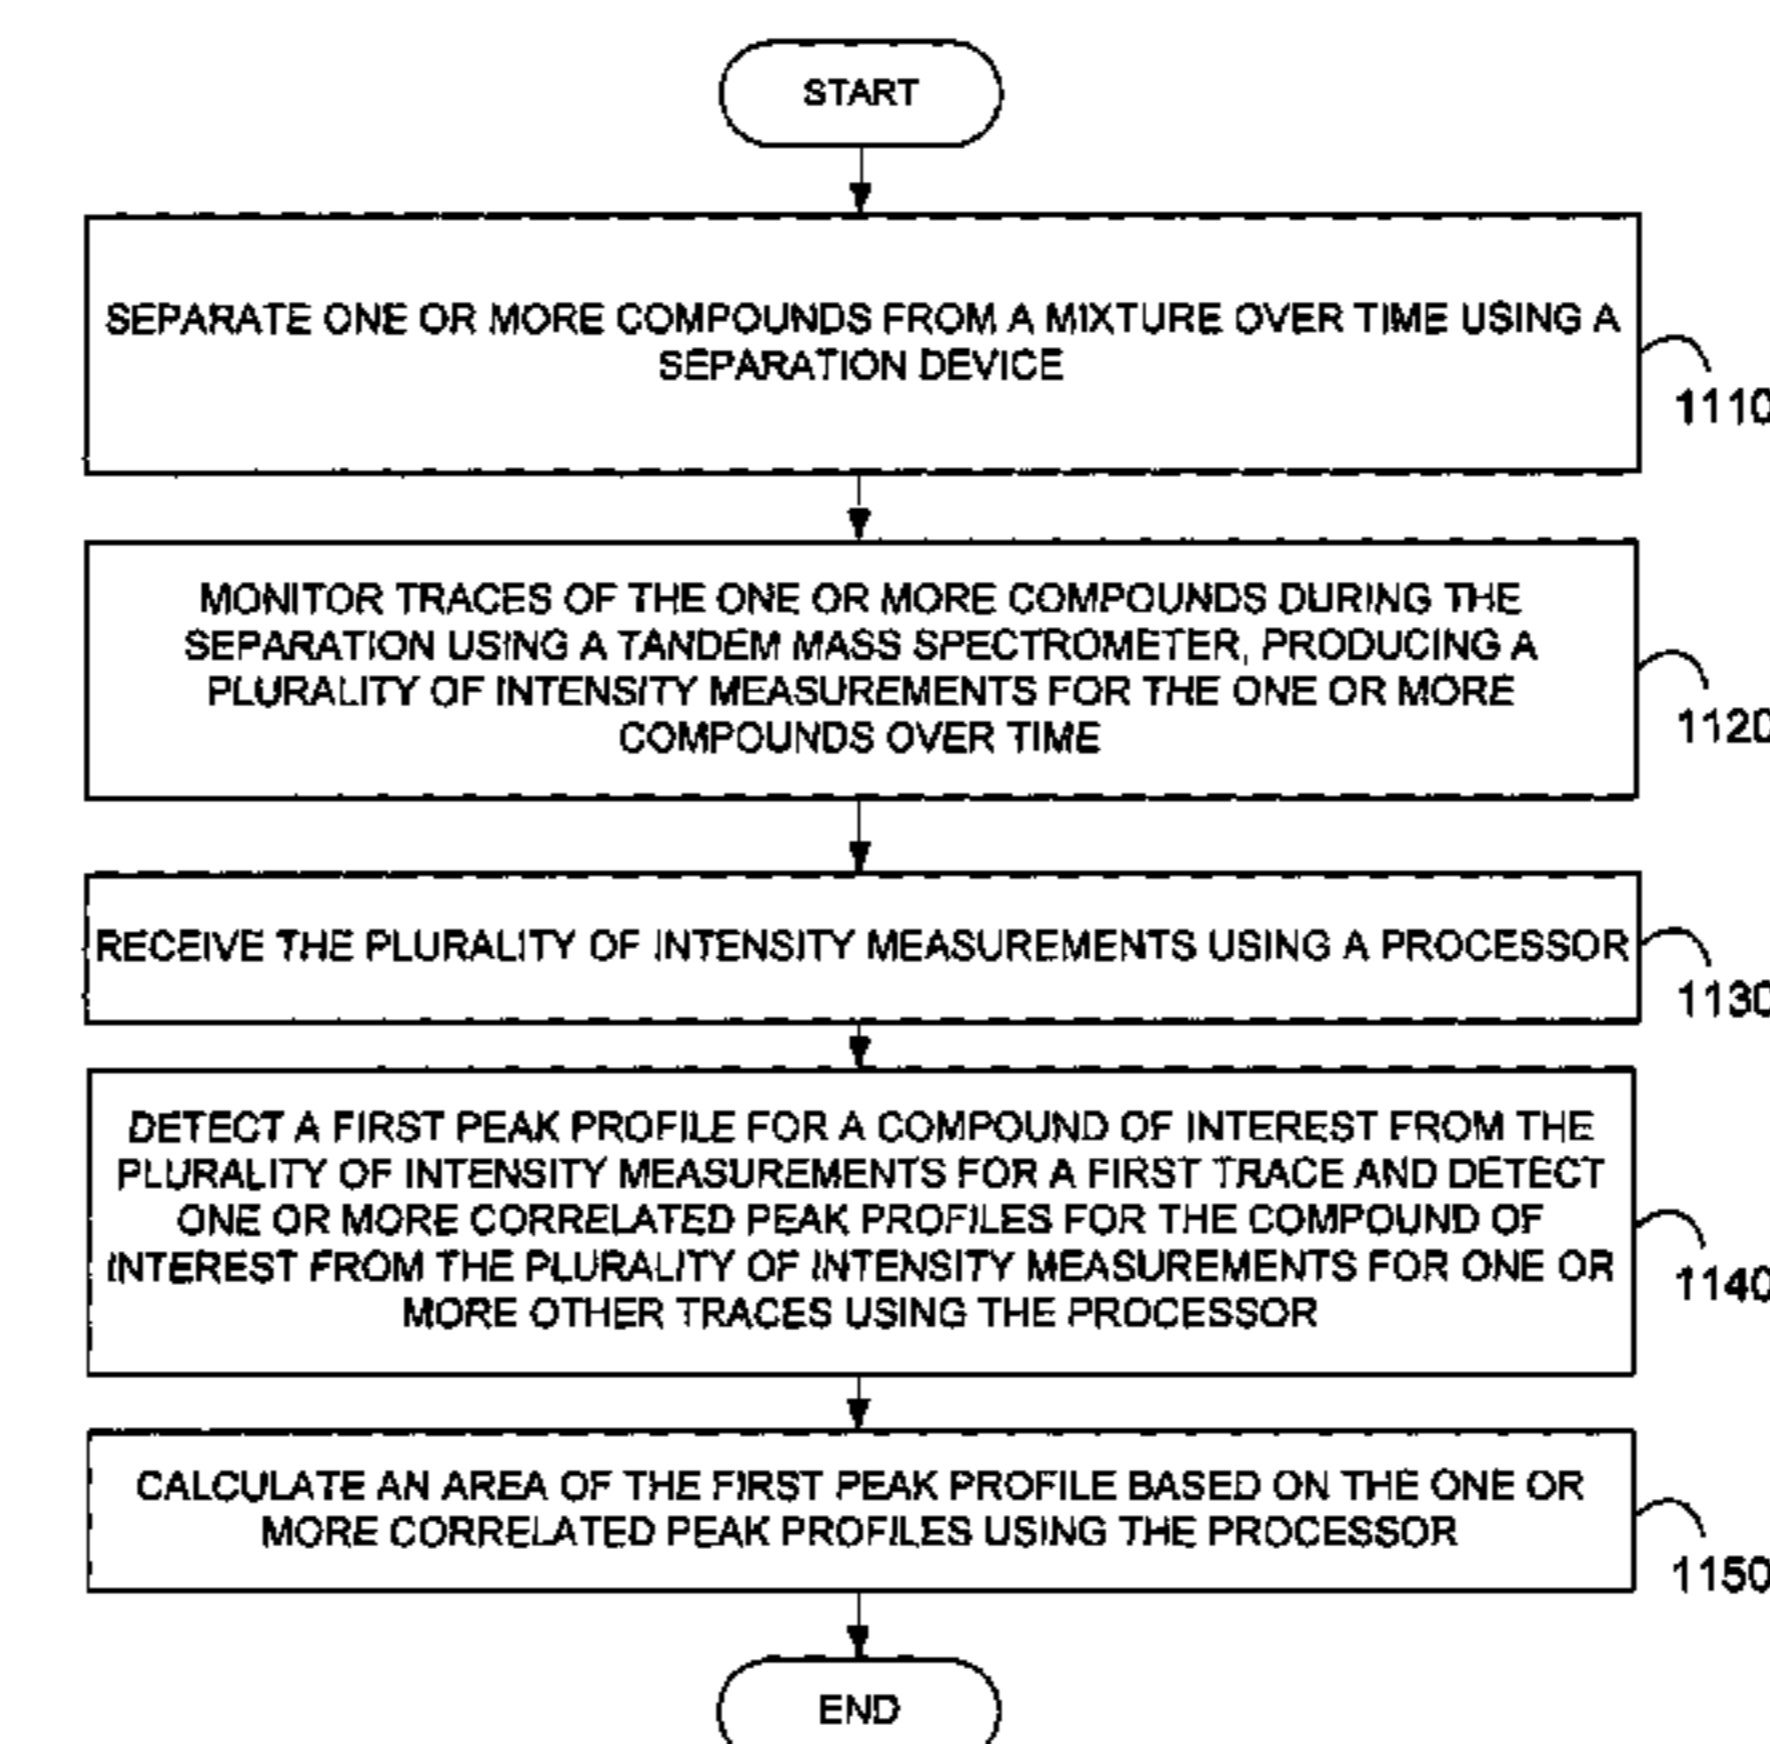 START
SEPARATE ONE OR MORE COMPOUNDS FROM A MIXTURE OVER TIME USING A
SEPARATION DEVICE
1110
MONITOR TRACES OF THE ONE OR MORE COMPOUNDS DURING THE
SEPARATION USING A TANDEM MASS SPECTROMETER, PRODUCING A
PLURALITY OF INTENSITY MEASUREMENTS FOR THE ONE OR MORE
COMPOUNDS OVER TIME
1120
RECEIVE THE PLURALITY OF INTENSITY MEASUREMENTS USING A PROCESSOR
1130
DETECT A FIRST PEAK PROFILE FOR A COMPOUND OF INTEREST FROM THE
PLURALITY OF INTENSITY MEASUREMENTS FOR A FIRST TRACE AND DETECT
ONE OR MORE CORRELATED PEAK PROFILES FOR THE COMPOUND OF
INTEREST FROM THE PLURALITY OF INTENSITY MEASUREMENTS FOR ONE OR
MORE OTHER TRACES USING THE PROCESSOR
1140
CALCULATE AN AREA OF THE FIRST PEAK PROFILE BASED ON THE ONE OR
MORE CORRELATED PEAK PROFILES USING THE PROCESSOR
1150
END